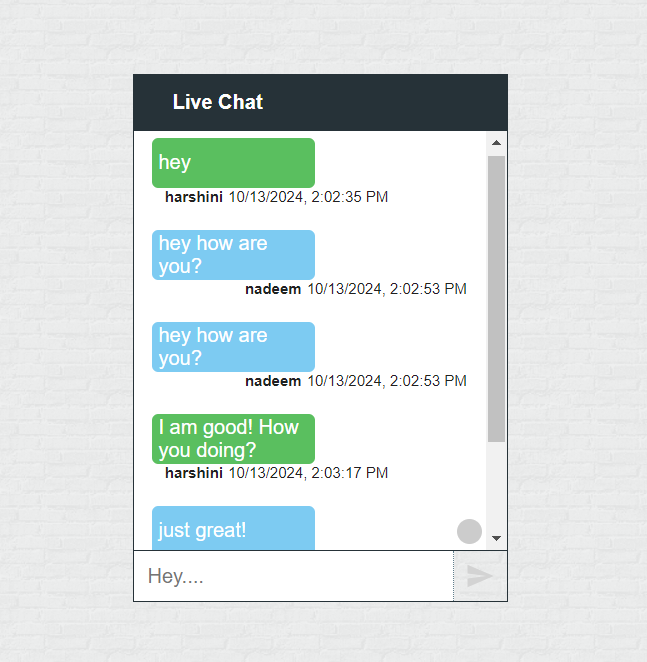 Live Chat
hey
harshini 10/13/2024, 2:02:35 PM
hey how are
you?
nadeem 10/13/2024, 2:02:53 PM
hey how are
you?
nadeem 10/13/2024, 2:02:53 PM
I am good! How
you doing?
harshini 10/13/2024, 2:03:17 PM
just great!
Hey....